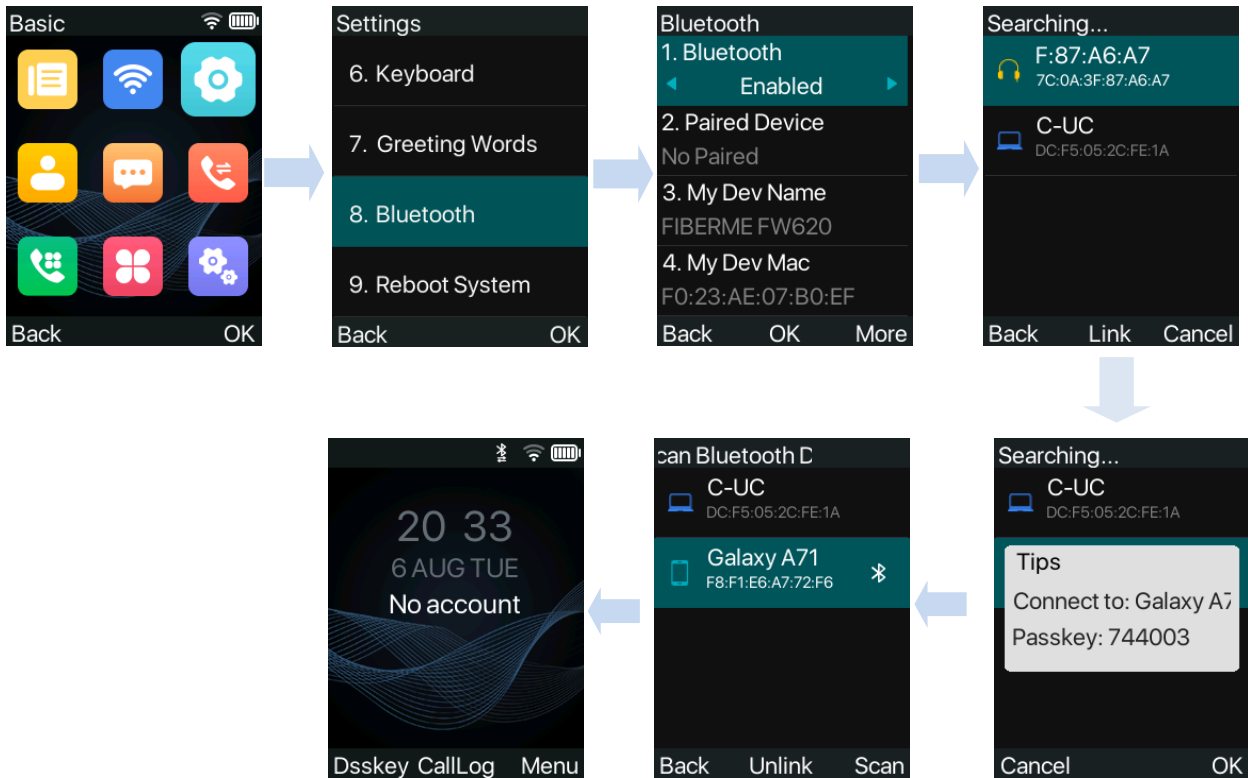 Basic
Back OK
Settings
6. Keyboard
7. Greeting Words
8. Bluetooth
9. Reboot System
Back OK
Bluetooth
1. Bluetooth
Enabled
2. Paired Device
No Paired
3. My Dev Name
FIBERME FW620
4. My Dev Mac
F0:23:AE:07:B0:EF
Back OK More
Searching...
F:87:A6:A7
7C:0A:3F:87:A6:A7
C-UC
DC:F5:05:2C:FE:1A
Back Link Cancel
Searching...
C-UC
DC:F5:05:2C:FE:1A
Tips
Connect to: Galaxy A7
Passkey: 744003
Cancel OK
can Bluetooth D
C-UC
DC:F5:05:2C:FE:1A
Galaxy A71
F8:F1:E6:A7:72:F6
Back Unlink Scan
20 33
6 AUG TUE
No account
Dsskey CallLog Menu